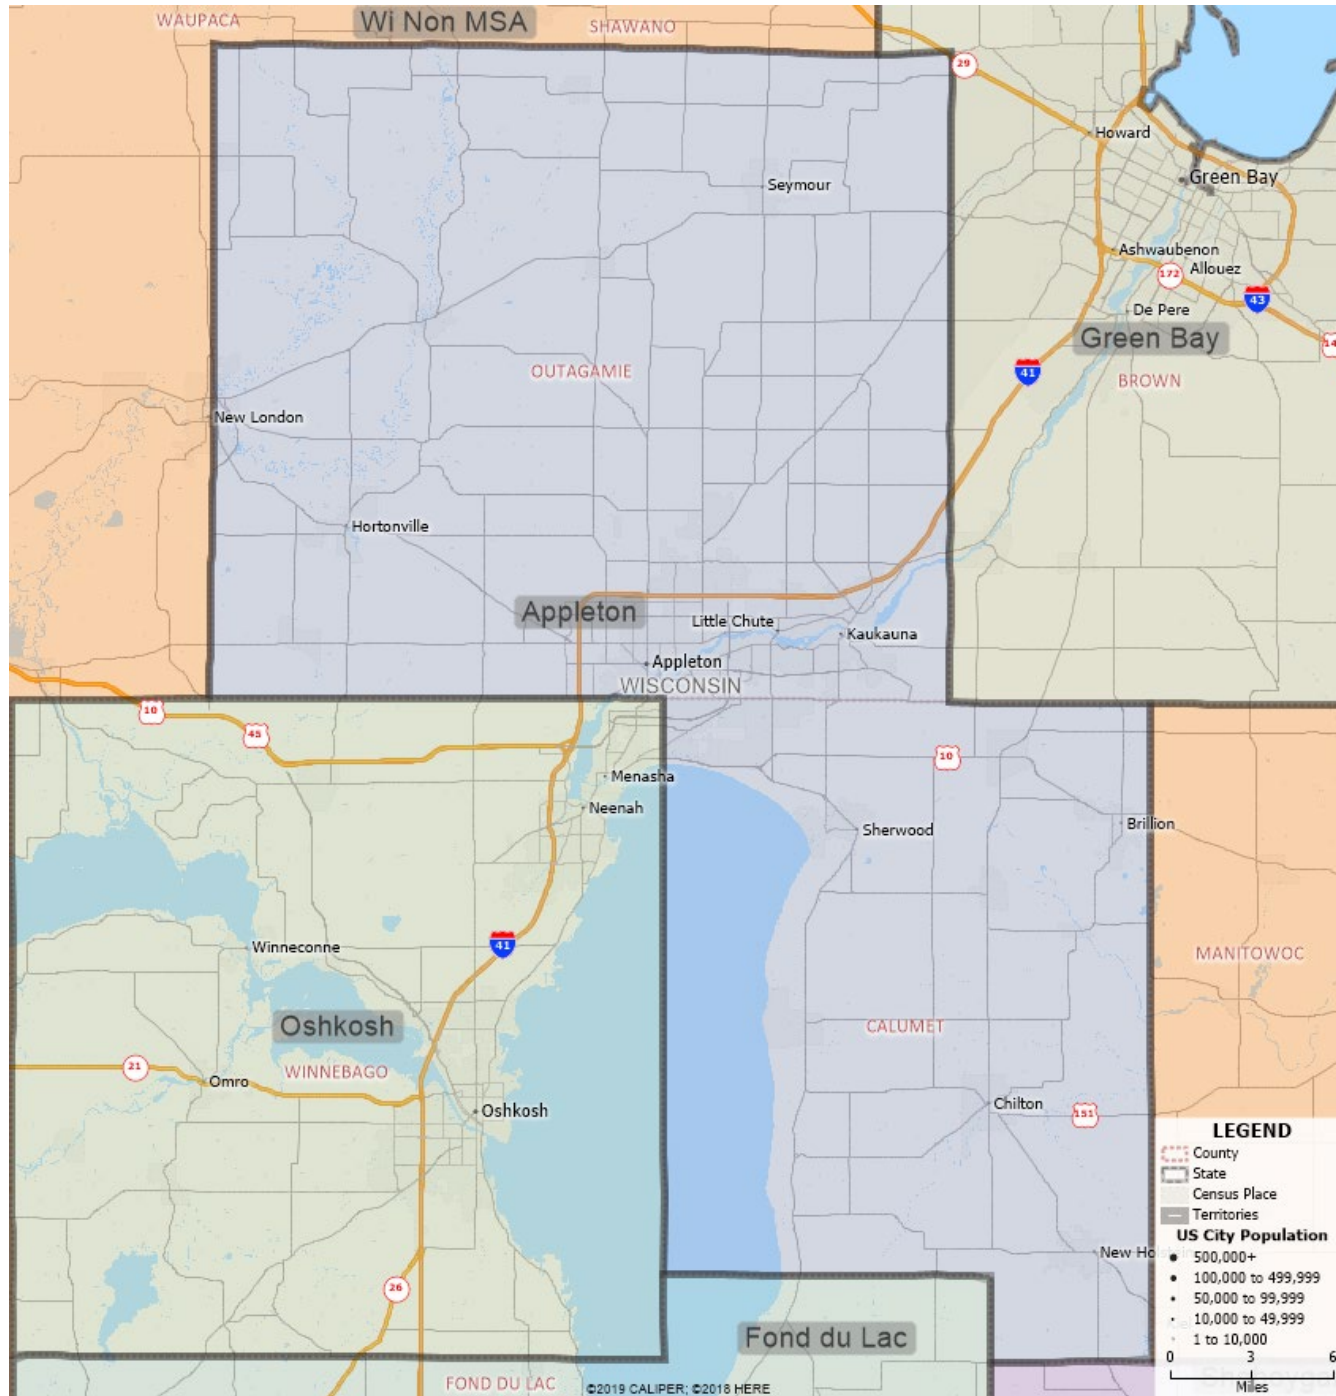 WAUPACA
Wi Non MSA
SHAWANO
29
Howard
Green Bay
Seymour
Ashwaubenon
Allouez
172
43
De Pere
Green Bay
14
41
OUTAGAMIE
BROWN
New London
Hortonville
Appleton
Little Chute
Kaukauna
Appleton
WISCONSIN
10
45
10
Menasha
Neenah
Sherwood
Brillion
41
Winneconne
MANITOWOC
Oshkosh
CALUMET
21
WINNEBAGO
Omro
Oshkosh
Chilton
151
LEGEND
County
State
Census Place
Territories
US City Population
500,000+
100,000 to 499,999
50,000 to 99,999
10,000 to 49,999
1 to 10,000
0 3 6
Miles
New Holstein
26
Fond du Lac
FOND DU LAC
©2019 CALIPER; ©2018 HERE